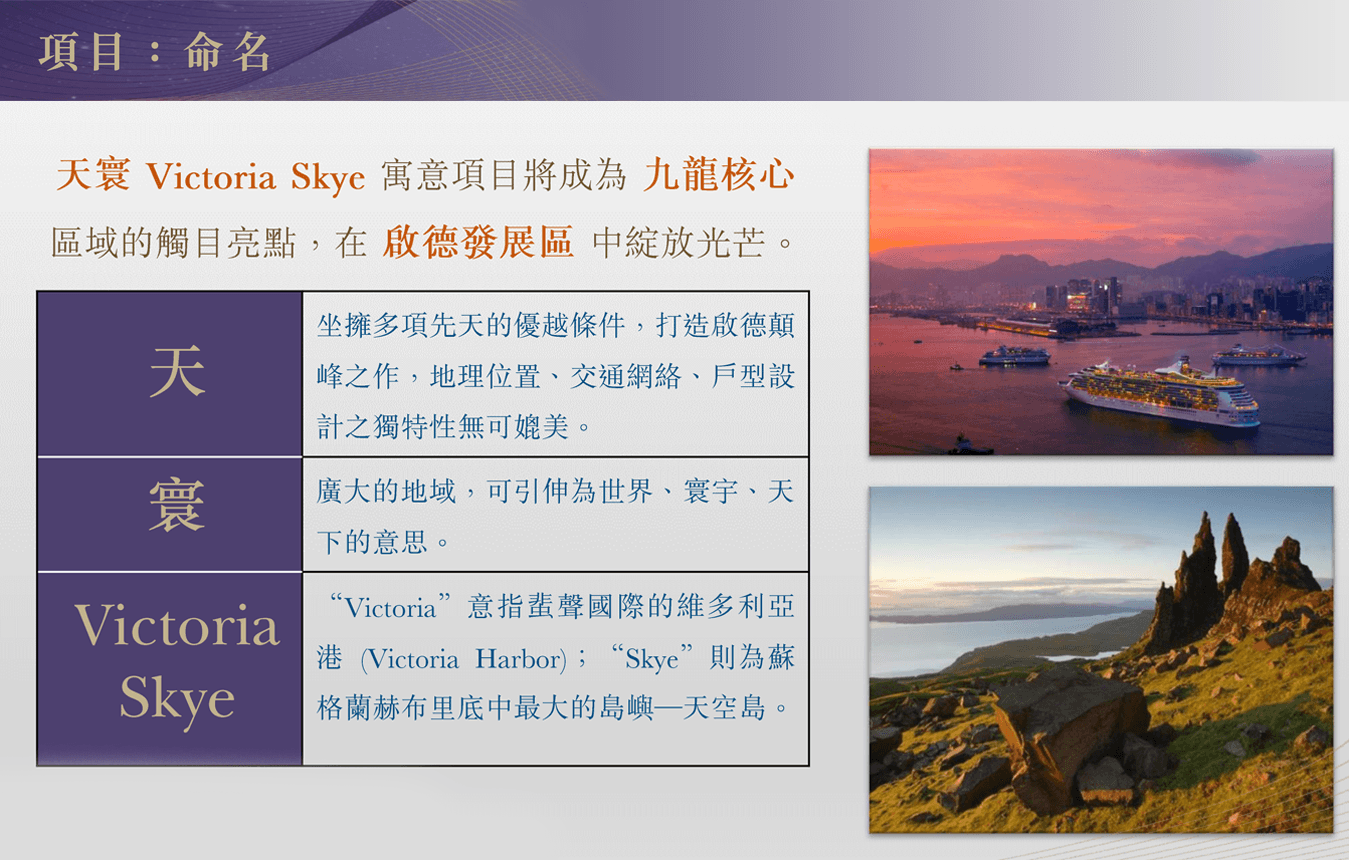 項目：命名
天寰 Victoria Skye 寓意項目將成為 九龍核心
區域的觸目亮點，在 啟德發展區 中綻放光芒。
天
坐擁多項先天的優越條件，打造啟德顛
峰之作，地理位置、交通網絡、戶型設
計之獨特性無可媲美。
寰
廣大的地域，可引伸為世界、寰宇、天
下的意思。
Victoria
Skye
“Victoria”意指蜚聲國際的維多利亞
港 (Victoria Harbor)；“Skye”則為蘇
格蘭赫布里底中最大的島嶼—天空島。